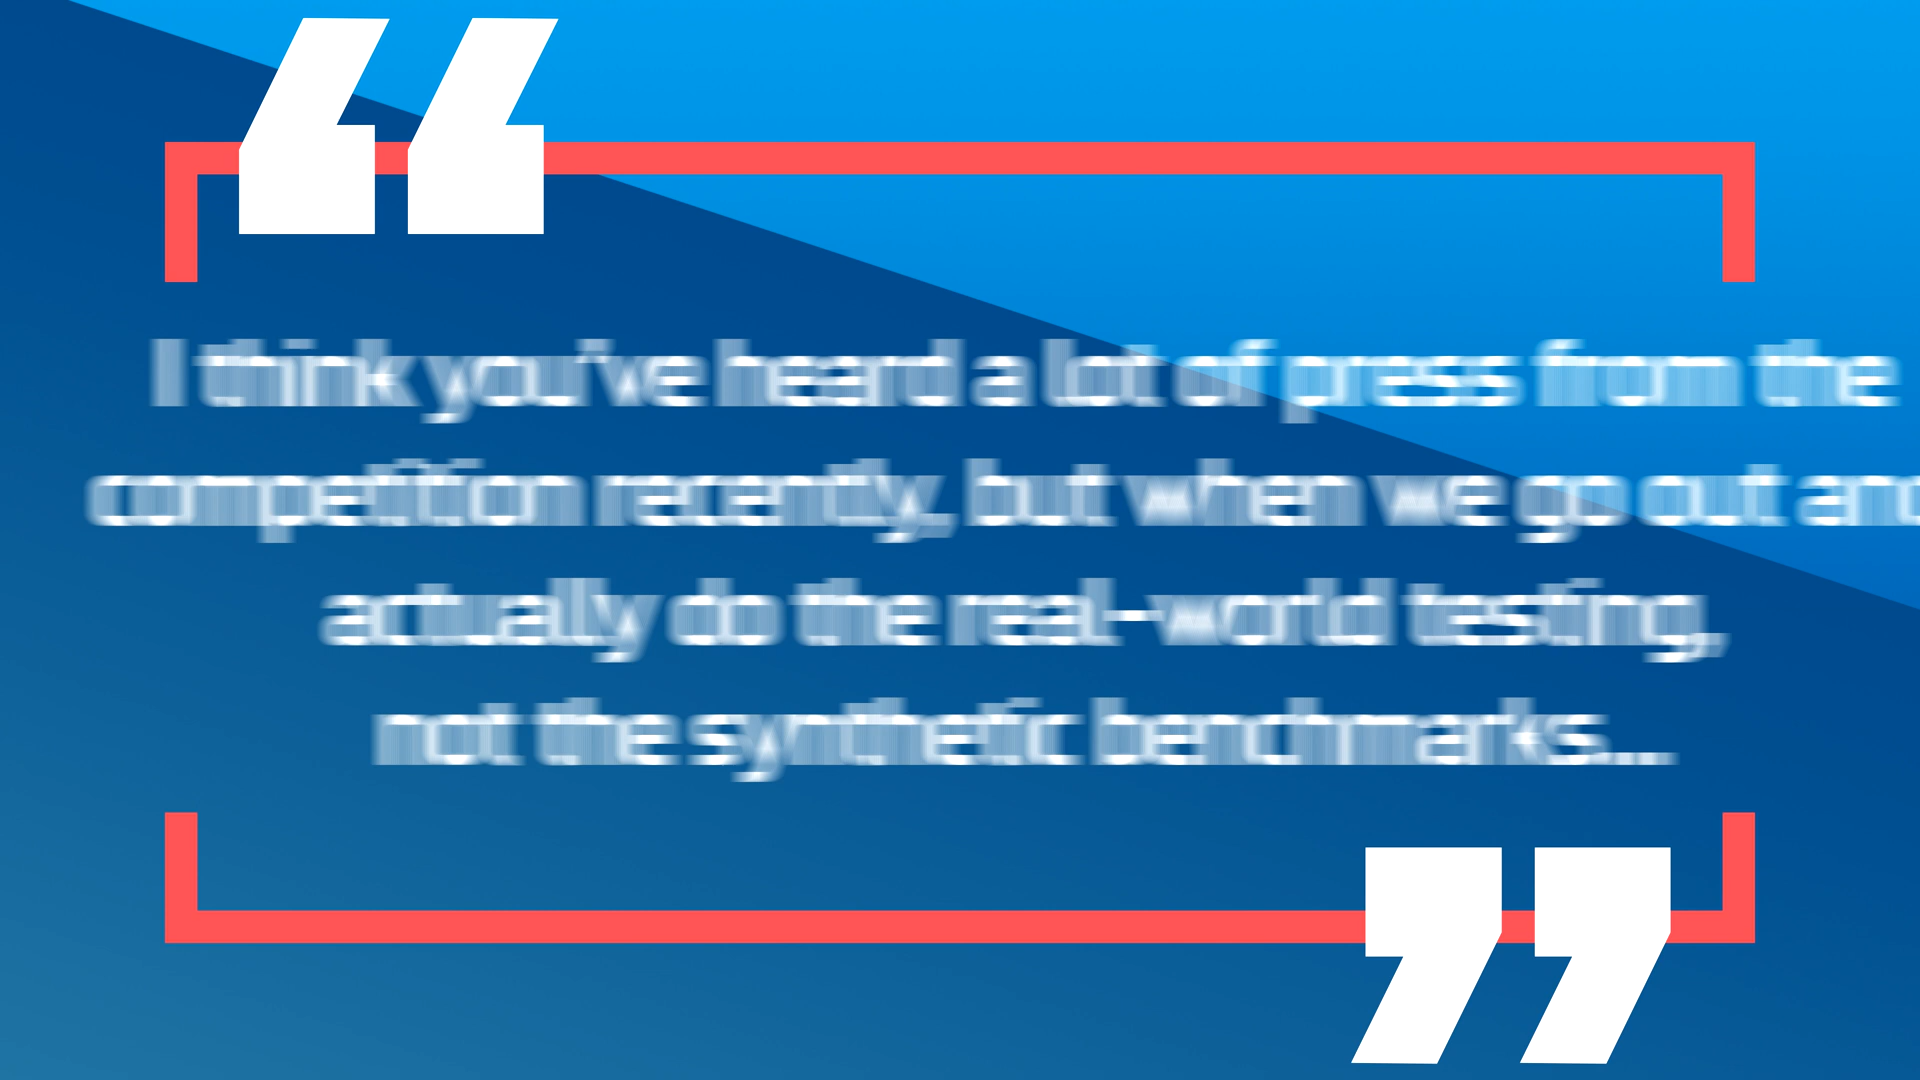 “
I think you've heard a lot of press from the
competition recently, but when we go out and
actually do the real-world testing,
not the synthetic benchmarks...
”